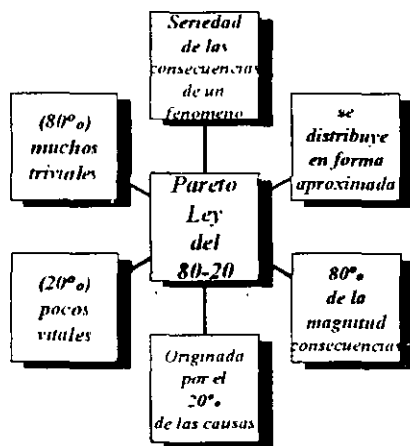 Seriedad
de las
consecuencias
de un
fenomeno
(80%)
muchos
triviales
se
distribuye
en forma
aproximada
Pareto
Ley
del
80-20
(20%)
pocos
vitales
80%
de la
magnitud
consecuencias
Originada
por el
20%
de las causas